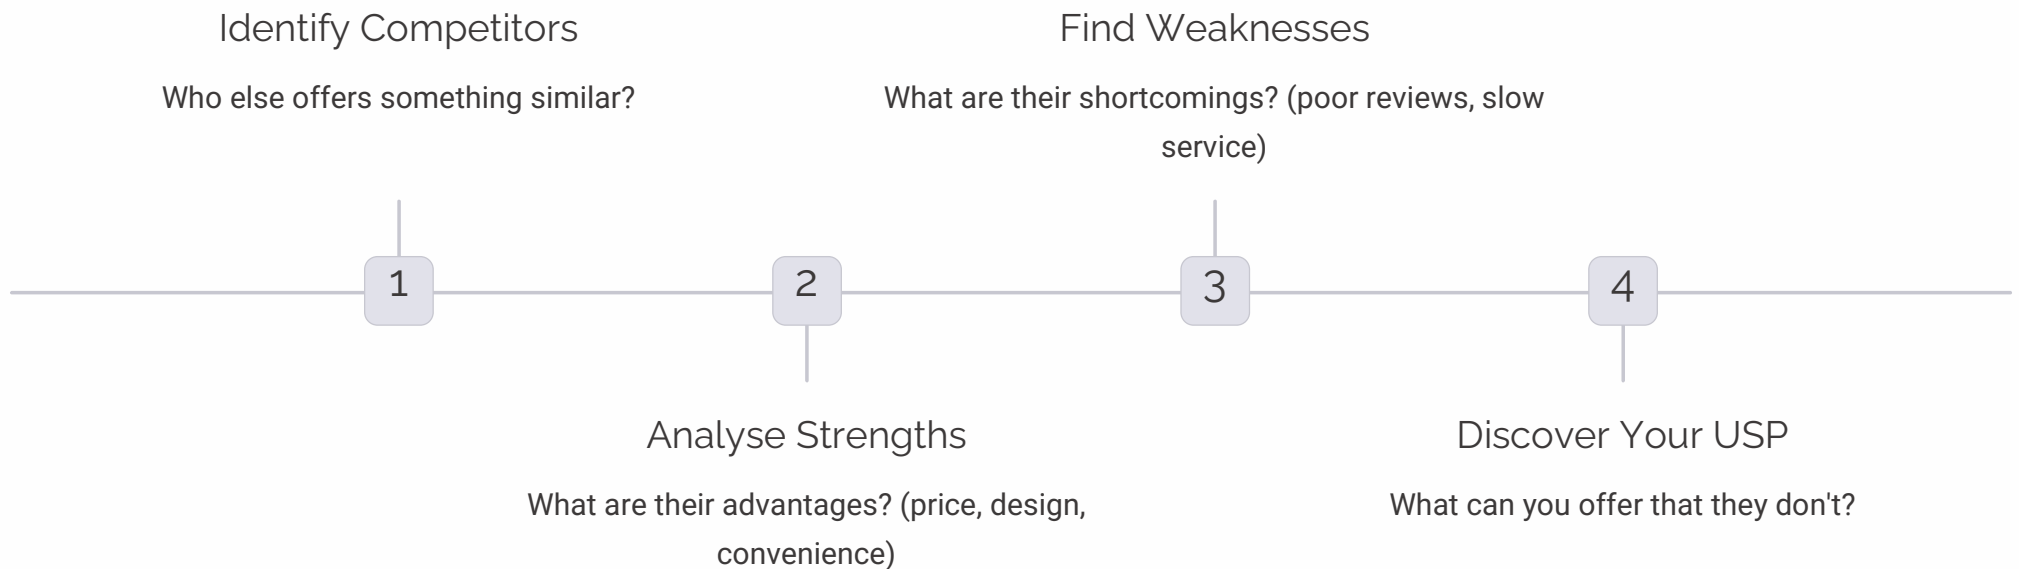 Identify Competitors
Who else offers something similar?
1
2
Analyse Strengths
What are their advantages? (price, design,
convenience)
Find Weaknesses
What are their shortcomings? (poor reviews, slow
service)
3
4
Discover Your USP
What can you offer that they don't?